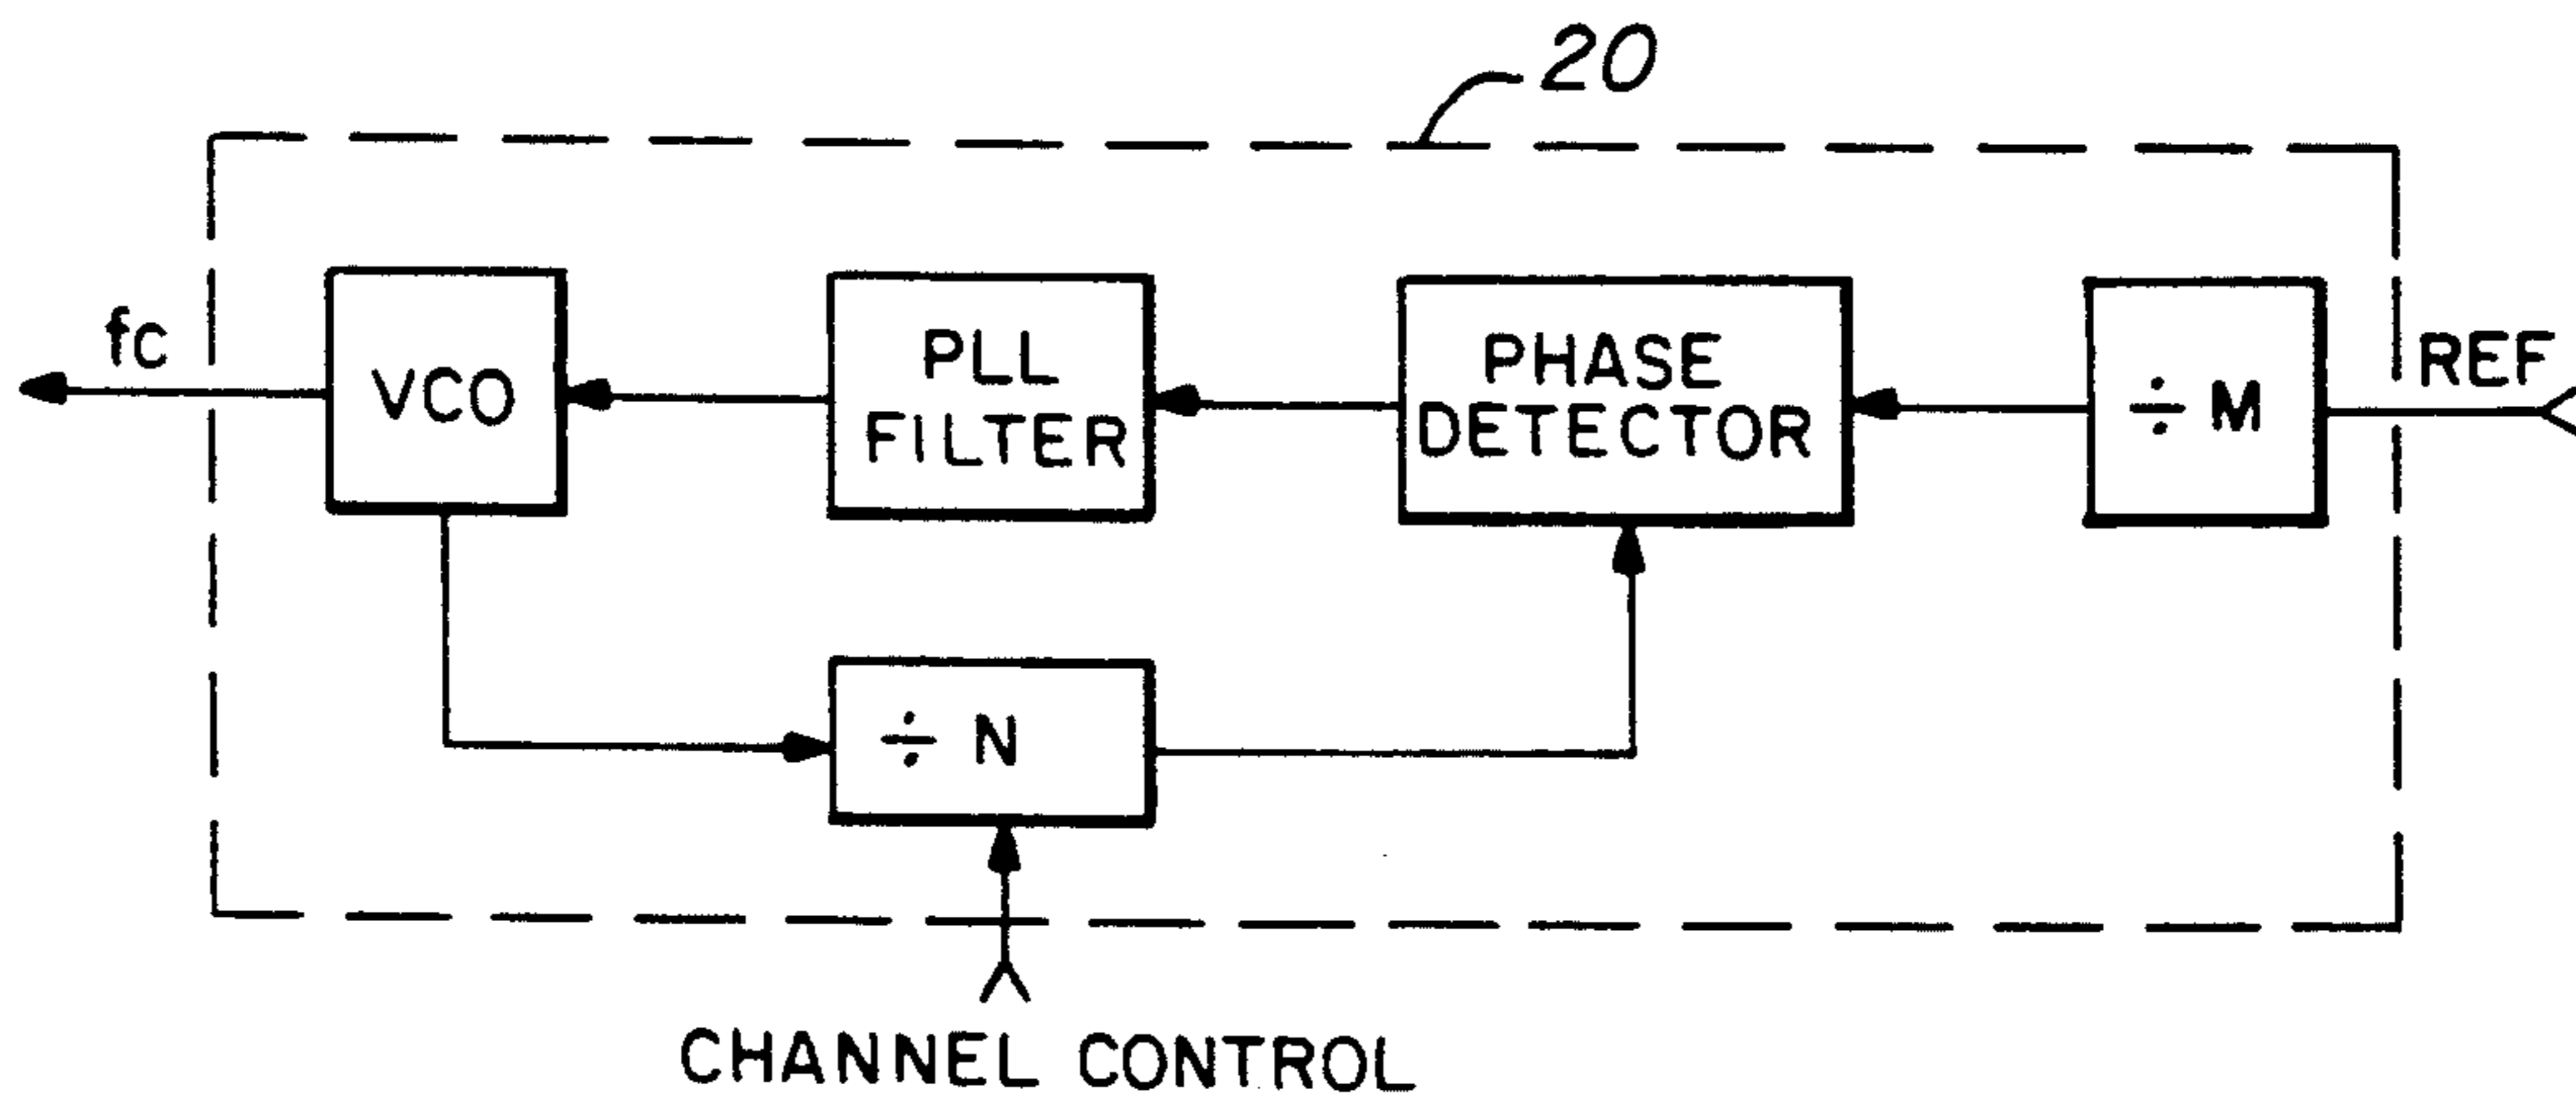 20
fc
VCO
PLL
FILTER
PHASE
DETECTOR
÷ M
REF
÷ N
CHANNEL CONTROL